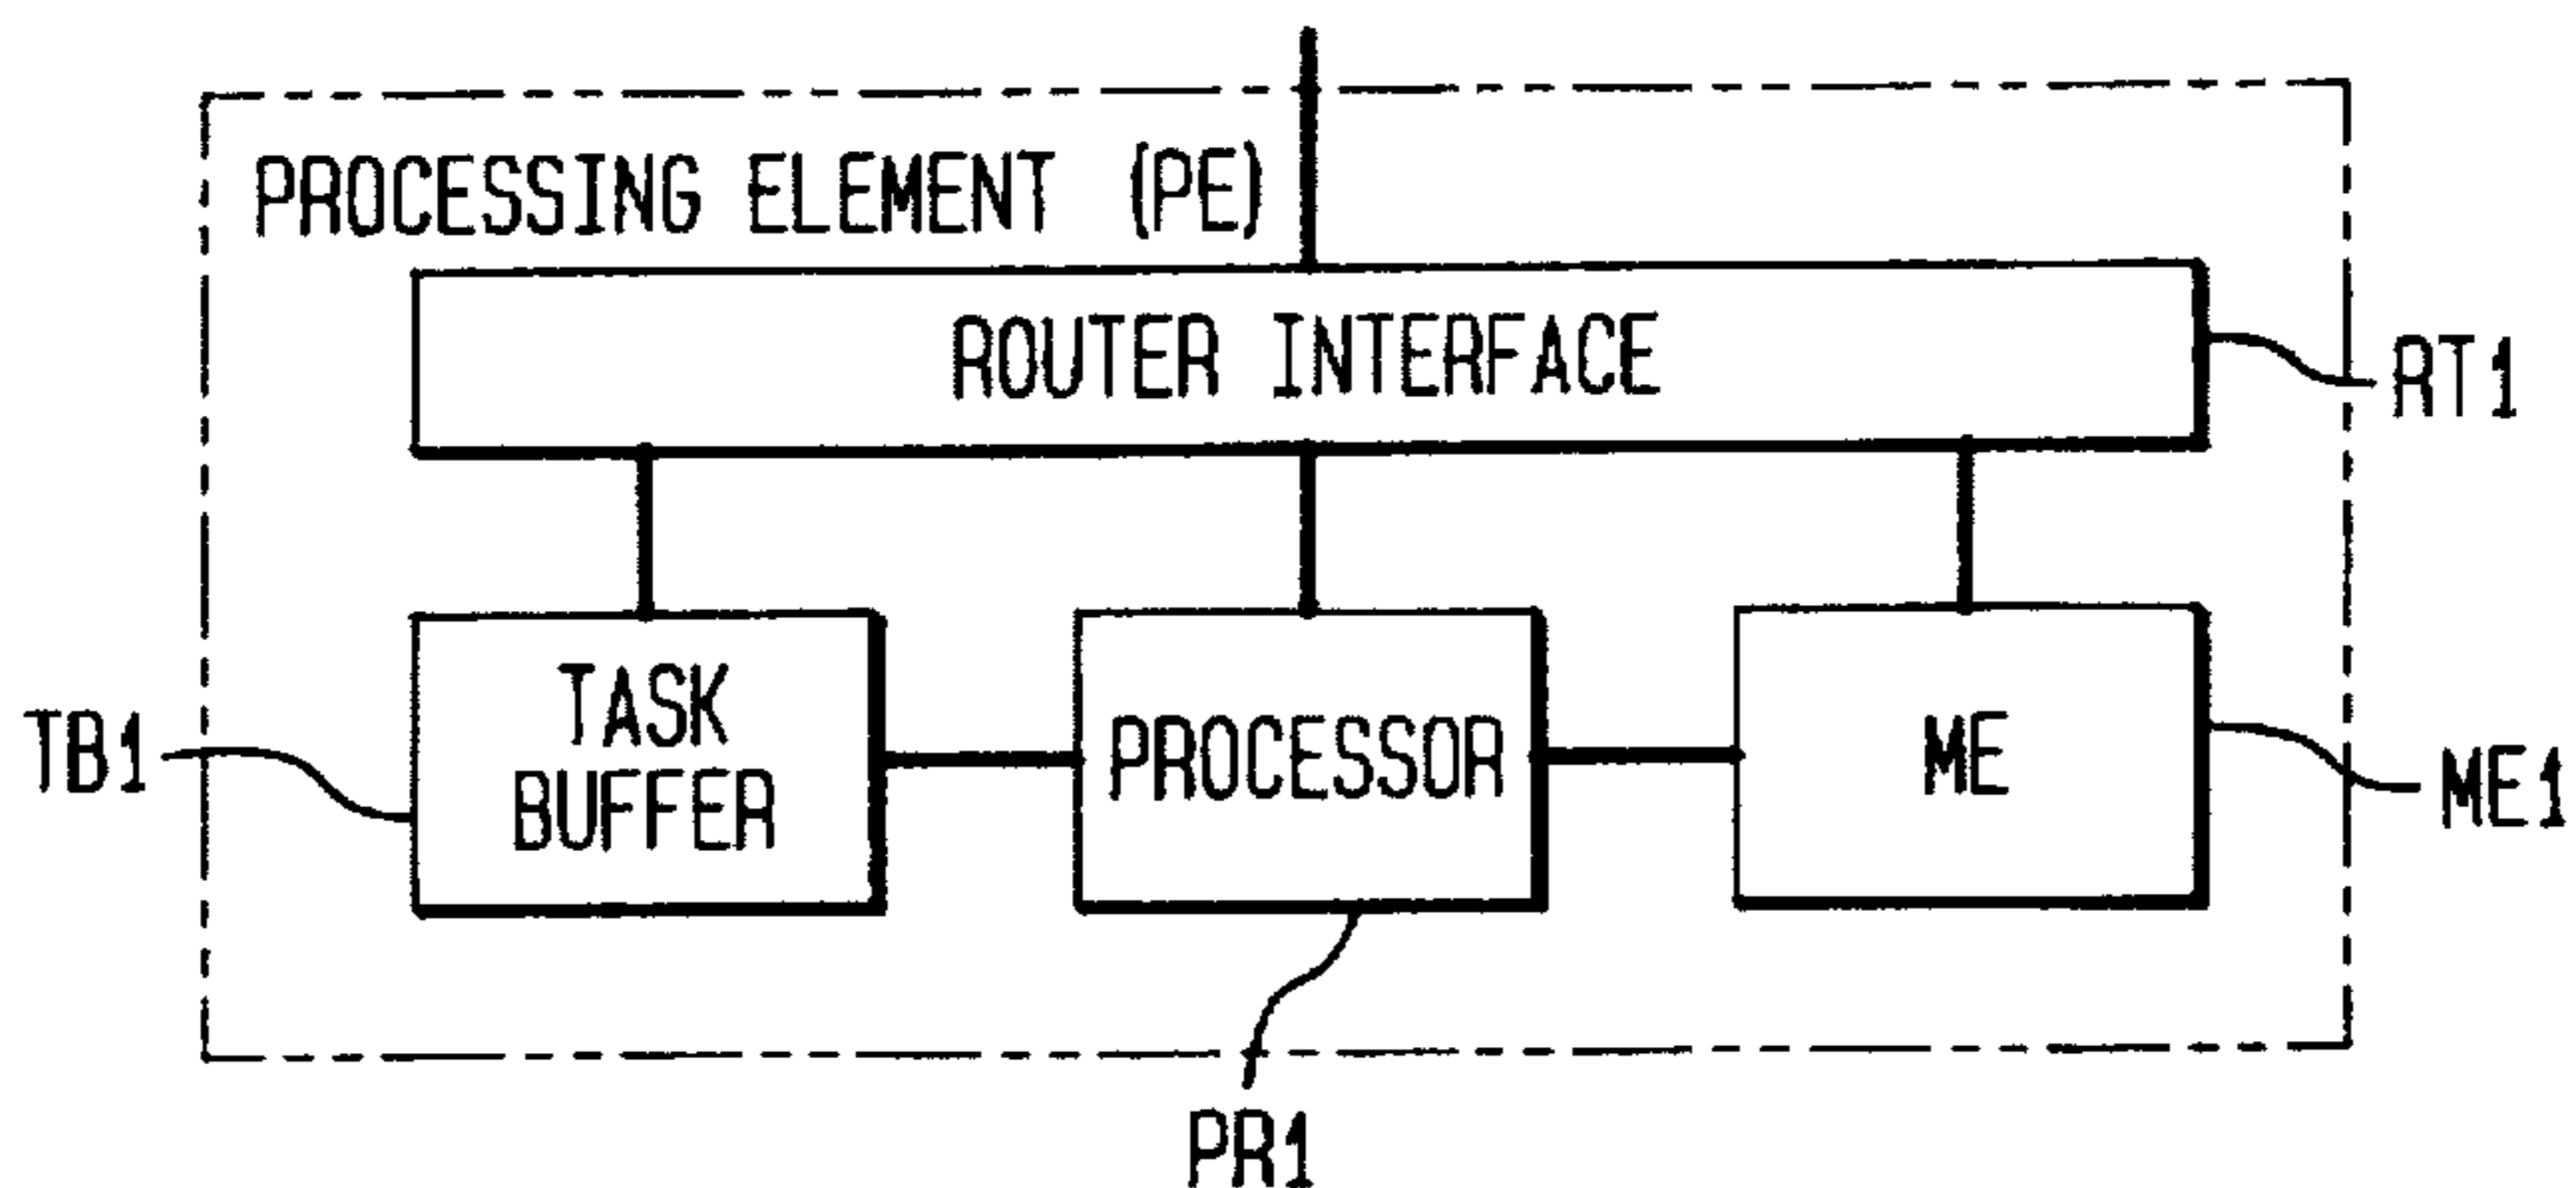 PROCESSING ELEMENT (PE)
ROUTER INTERFACE
RT1
TASK
BUFFER
PROCESSOR
ME
TB1
ME1
PR1